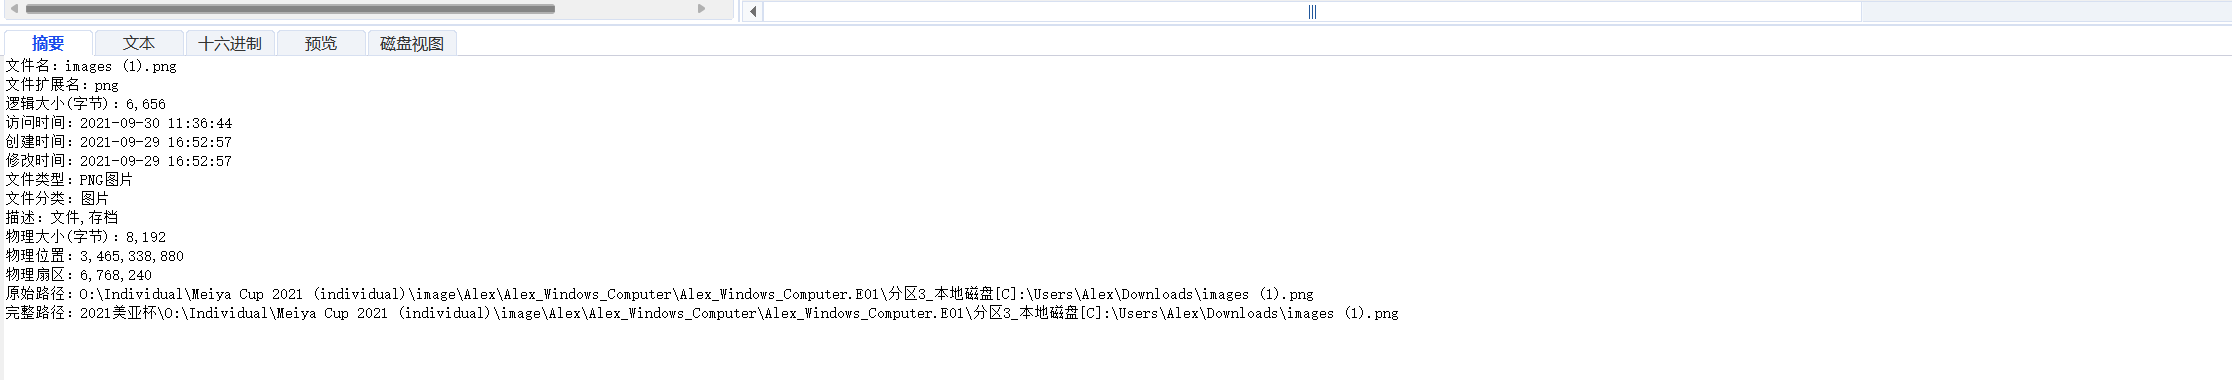 摘要 文本 十六进制 预览 磁盘视图
文件名：images (1).png
文件扩展名：png
逻辑大小(字节)：6,656
访问时间：2021-09-30 11:36:44
创建时间：2021-09-29 16:52:57
修改时间：2021-09-29 16:52:57
文件类型：PNG图片
文件分类：图片
描述：文件,存档
物理大小(字节)：8,192
物理位置：3,465,338,880
物理扇区：6,768,240
原始路径：O:\Individual\Meiya Cup 2021 (individual)\image\Alex\Alex_Windows_Computer\Alex_Windows_Computer.E01\分区3_本地磁盘[C]:\Users\Alex\Downloads\images (1).png
完整路径：2021美亚杯\O:\Individual\Meiya Cup 2021 (individual)\image\Alex\Alex_Windows_Computer\Alex_Windows_Computer.E01\分区3_本地磁盘[C]:\Users\Alex\Downloads\images (1).png